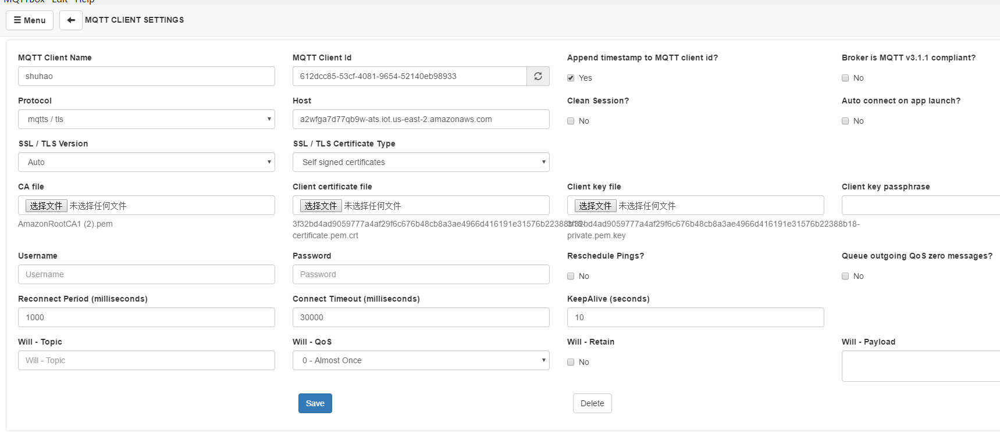 MQTTBox Edit Help
Menu
MQTT CLIENT SETTINGS
MQTT Client Name
MQTT Client Id
Append timestamp to MQTT client id?
Broker is MQTT v3.1.1 compliant?
shuhao
612dcc85-53cf-4081-9654-52140eb98933
Yes
No
Protocol
Host
Clean Session?
Auto connect on app launch?
mqtts / tls
a2wfga7d77qb9w-ats.iot.us-east-2.amazonaws.com
No
No
SSL / TLS Version
SSL / TLS Certificate Type
Auto
Self signed certificates
CA file
Client certificate file
Client key file
Client key passphrase
选择文件 未选择任何文件
选择文件 未选择任何文件
选择文件 未选择任何文件
AmazonRootCA1 (2).pem
3f32bd4ad9059777a4af29f6c676b48cb8a3ae4966d416191e31576b22388b18-
certificate.pem.crt
3f32bd4ad9059777a4af29f6c676b48cb8a3ae4966d416191e31576b22388b18-
private.pem.key
Username
Password
Reschedule Pings?
Queue outgoing QoS zero messages?
Username
Password
No
No
Reconnect Period (milliseconds)
Connect Timeout (milliseconds)
KeepAlive (seconds)
1000
30000
10
Will - Topic
Will - QoS
Will - Retain
Will - Payload
Will - Topic
0 - Almost Once
No
Save
Delete